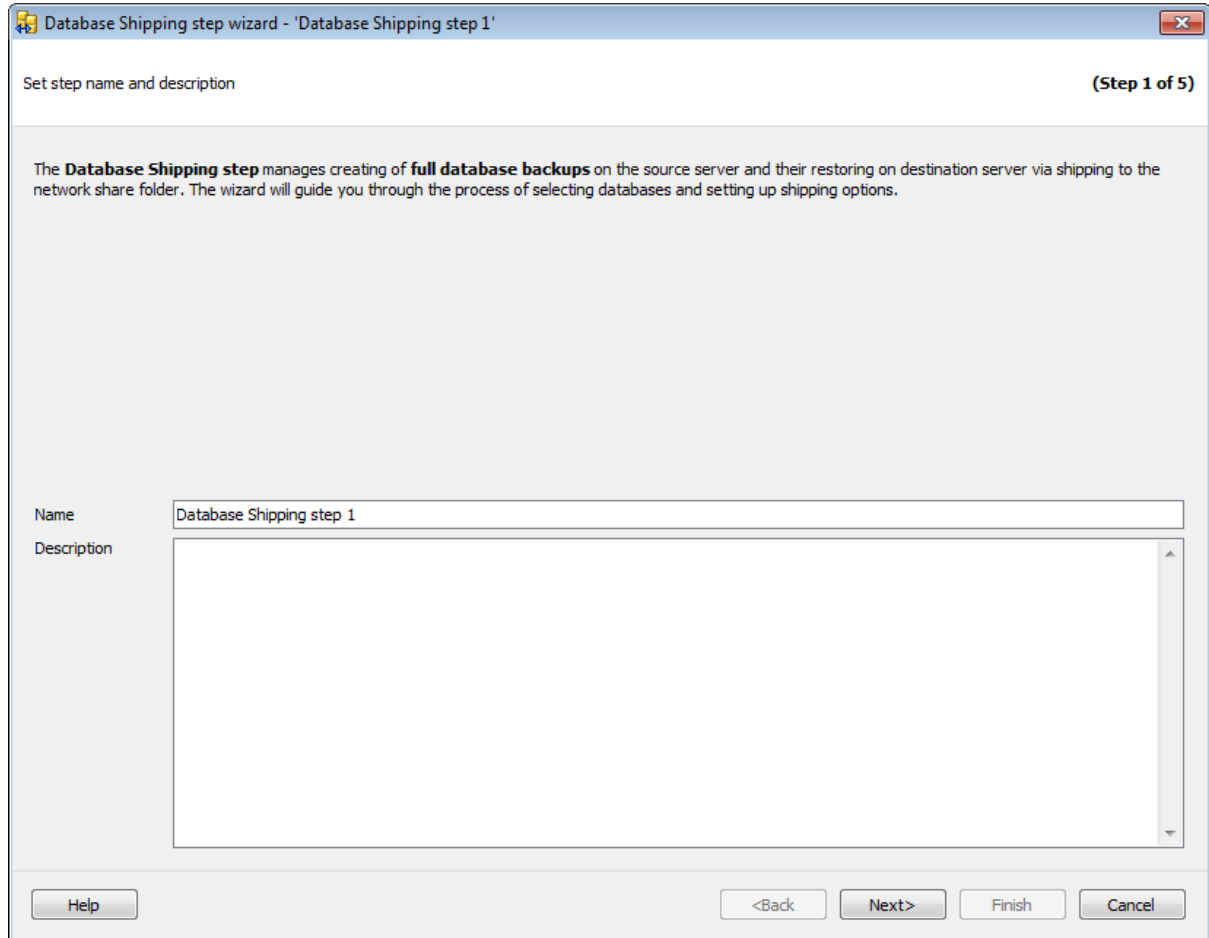 Database Shipping step wizard - 'Database Shipping step 1'
Set step name and description
(Step 1 of 5)
The Database Shipping step manages creating of full database backups on the source server and their restoring on destination server via shipping to the
network share folder. The wizard will guide you through the process of selecting databases and setting up shipping options.
Name
Database Shipping step 1
Description
Help
<Back
Next>
Finish
Cancel